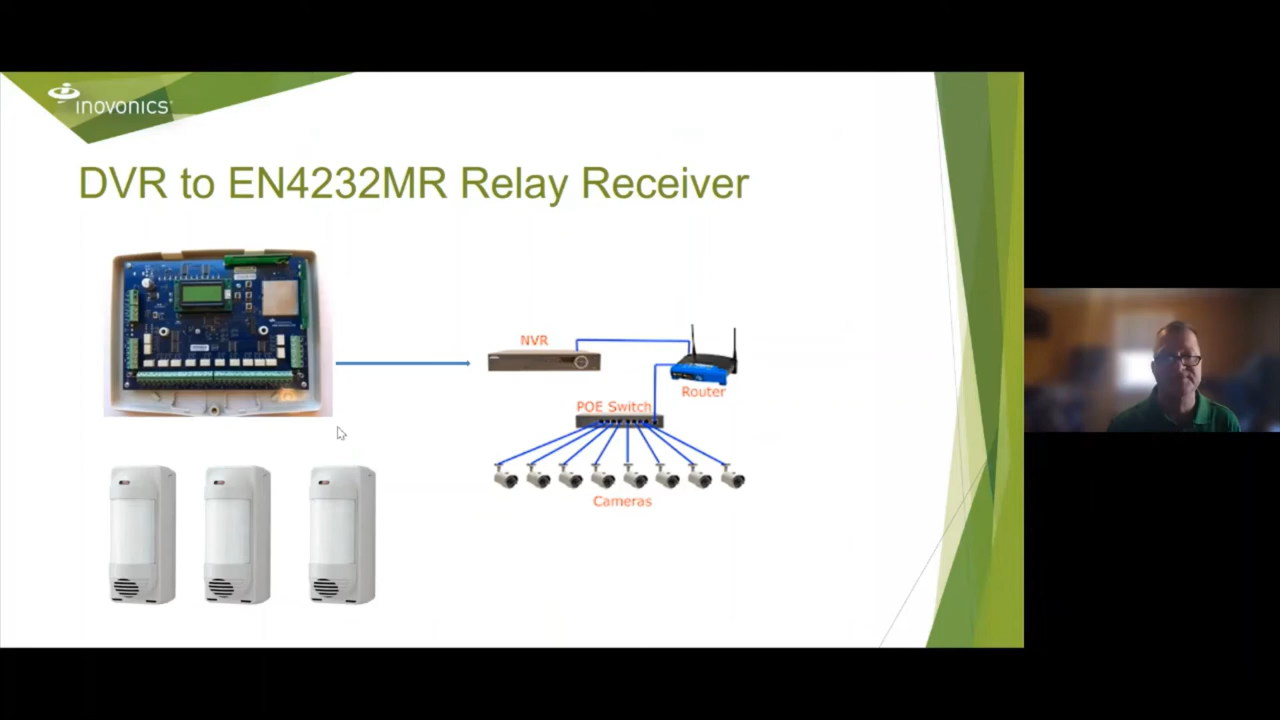 inovonics
DVR to EN4232MR Relay Receiver
NVR
Router
POE Switch
Cameras